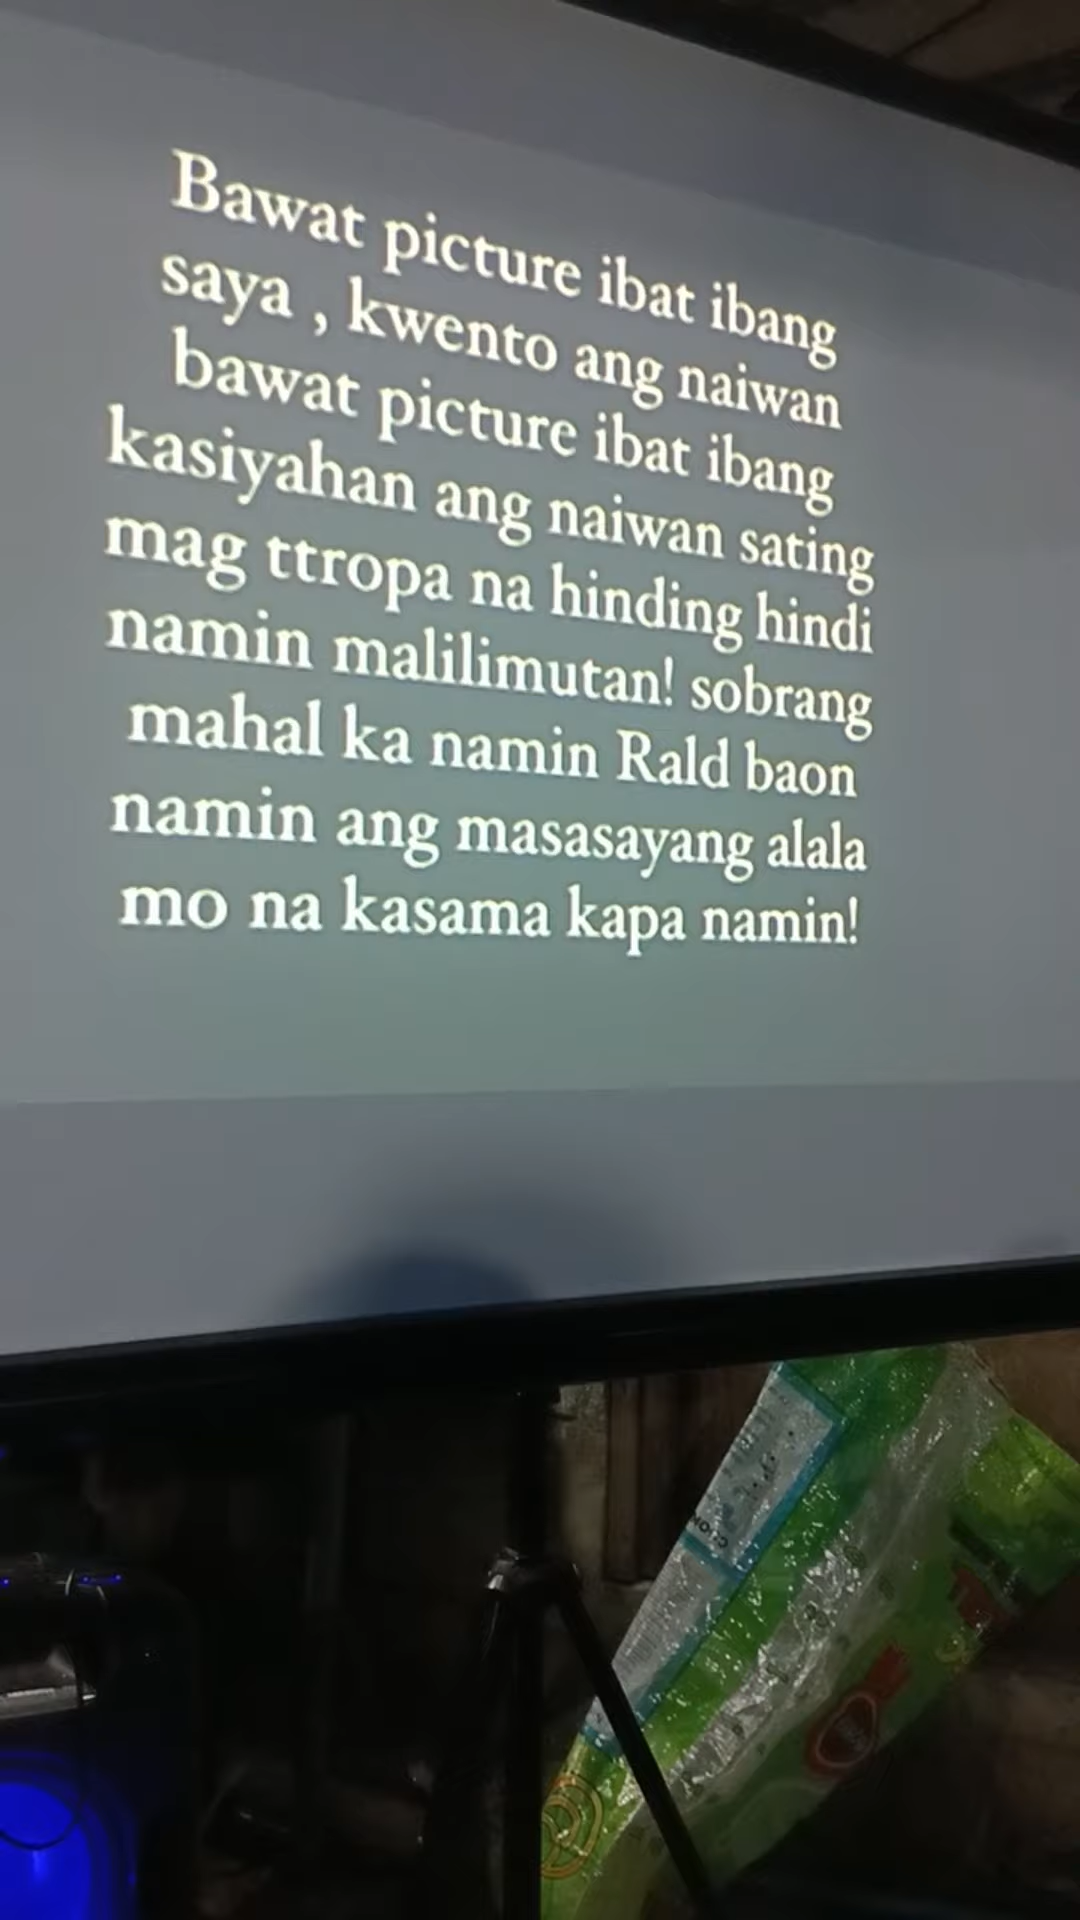 Bawat picture ibat ibang
saya , kwento ang naiwan
bawat picture ibat ibang
kasiyahan ang naiwan sating
mag ttropa na hinding hindi
namin malilimutan! sobrang
mahal ka namin Rald baon
namin ang masasayang alala
mo na kasama kapa namin!